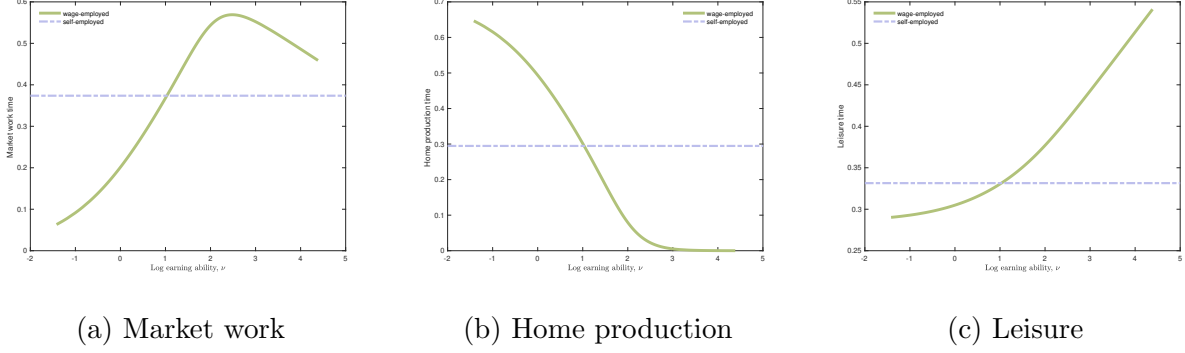 wage-employed
self-employed
Market work time
0.6
0.5
0.4
0.3
0.2
0.1
0
-2 -1 0 1 2 3 4 5
Log earning ability, ν
(a) Market work
wage-employed
self-employed
Home production time
0.7
0.6
0.5
0.4
0.3
0.2
0.1
0
-2 -1 0 1 2 3 4 5
Log earning ability, ν
(b) Home production
wage-employed
self-employed
Leisure time
0.55
0.5
0.45
0.4
0.35
0.3
0.25
-2 -1 0 1 2 3 4 5
Log earning ability, ν
(c) Leisure